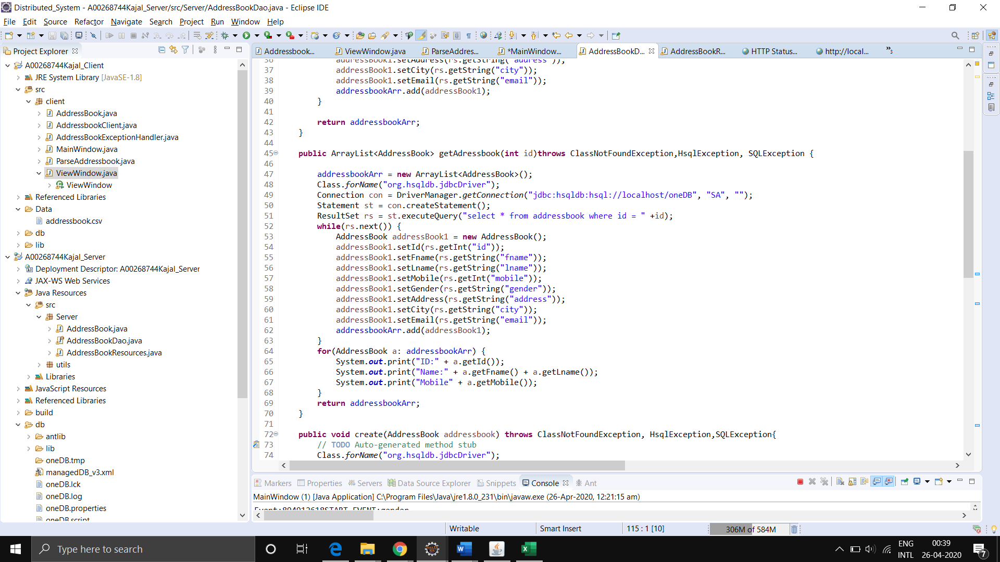 Distributed_System - A00268744Kajal_Server/src/Server/AddressBookDao.java - Eclipse IDE
File Edit Source Refactor Navigate Search Project Run Window Help
Project Explorer
A00268744Kajal_Client
JRE System Library [JavaSE-1.8]
src
client
AddressBook.java
AddressbookClient.java
AddressBookExceptionHandler.java
MainWindow.java
ParseAddressbook.java
ViewWindow.java
ViewWindow
Referenced Libraries
Data
addressbook.csv
db
lib
A00268744Kajal_Server
Deployment Descriptor: A00268744Kajal_Server
JAX-WS Web Services
Java Resources
src
Server
AddressBook.java
AddressBookDao.java
AddressBookResources.java
utils
Libraries
JavaScript Resources
Referenced Libraries
build
db
antlib
lib
oneDB.tmp
managedDB_v3.xml
oneDB.lck
oneDB.log
oneDB.properties
oneDB.script
Addressbook... ViewWindow.java ParseAddres... *MainWindow... AddressBookD... AddressBookR... HTTP Status... http://local... »3
36 addressBook1.setAddress(rs.getString("address"));
37 addressBook1.setCity(rs.getString("city"));
38 addressBook1.setEmail(rs.getString("email"));
39 addressbookArr.add(addressBook1);
40 }
41
42 return addressbookArr;
43 }
44
45 public ArrayList<AddressBook> getAdressbook(int id)throws ClassNotFoundException,HsqlException, SQLException {
46
47 addressbookArr = new ArrayList<AddressBook>();
48 Class.forName("org.hsqldb.jdbcDriver");
49 Connection con = DriverManager.getConnection("jdbc:hsqldb:hsql://localhost/oneDB", "SA", "");
50 Statement st = con.createStatement();
51 ResultSet rs = st.executeQuery("select * from addressbook where id = " +id);
52 while(rs.next()) {
53 AddressBook addressBook1 = new AddressBook();
54 addressBook1.setId(rs.getInt("id"));
55 addressBook1.setFname(rs.getString("fname"));
56 addressBook1.setLname(rs.getString("lname"));
57 addressBook1.setMobile(rs.getInt("mobile"));
58 addressBook1.setGender(rs.getString("gender"));
59 addressBook1.setAddress(rs.getString("address"));
60 addressBook1.setCity(rs.getString("city"));
61 addressBook1.setEmail(rs.getString("email"));
62 addressbookArr.add(addressBook1);
63 }
64 for(AddressBook a: addressbookArr) {
65 System.out.print("ID:" + a.getId());
66 System.out.print("Name:" + a.getFname() + a.getLname());
67 System.out.print("Mobile" + a.getMobile());
68 }
69 return addressbookArr;
70 }
71
72 public void create(AddressBook addressbook) throws ClassNotFoundException, HsqlException,SQLException{
73 // TODO Auto-generated method stub
74 Class.forName("org.hsqldb.jdbcDriver");
Markers Properties Servers Data Source Explorer Snippets Console Ant
MainWindow (1) [Java Application] C:\Program Files\Java\jre1.8.0_231\bin\javaw.exe (26-Apr-2020, 12:21:15 am)
Writable Smart Insert 115 : 1 [10] 306M of 584M
Type here to search
ENG
INTL
00:39
26-04-2020
7